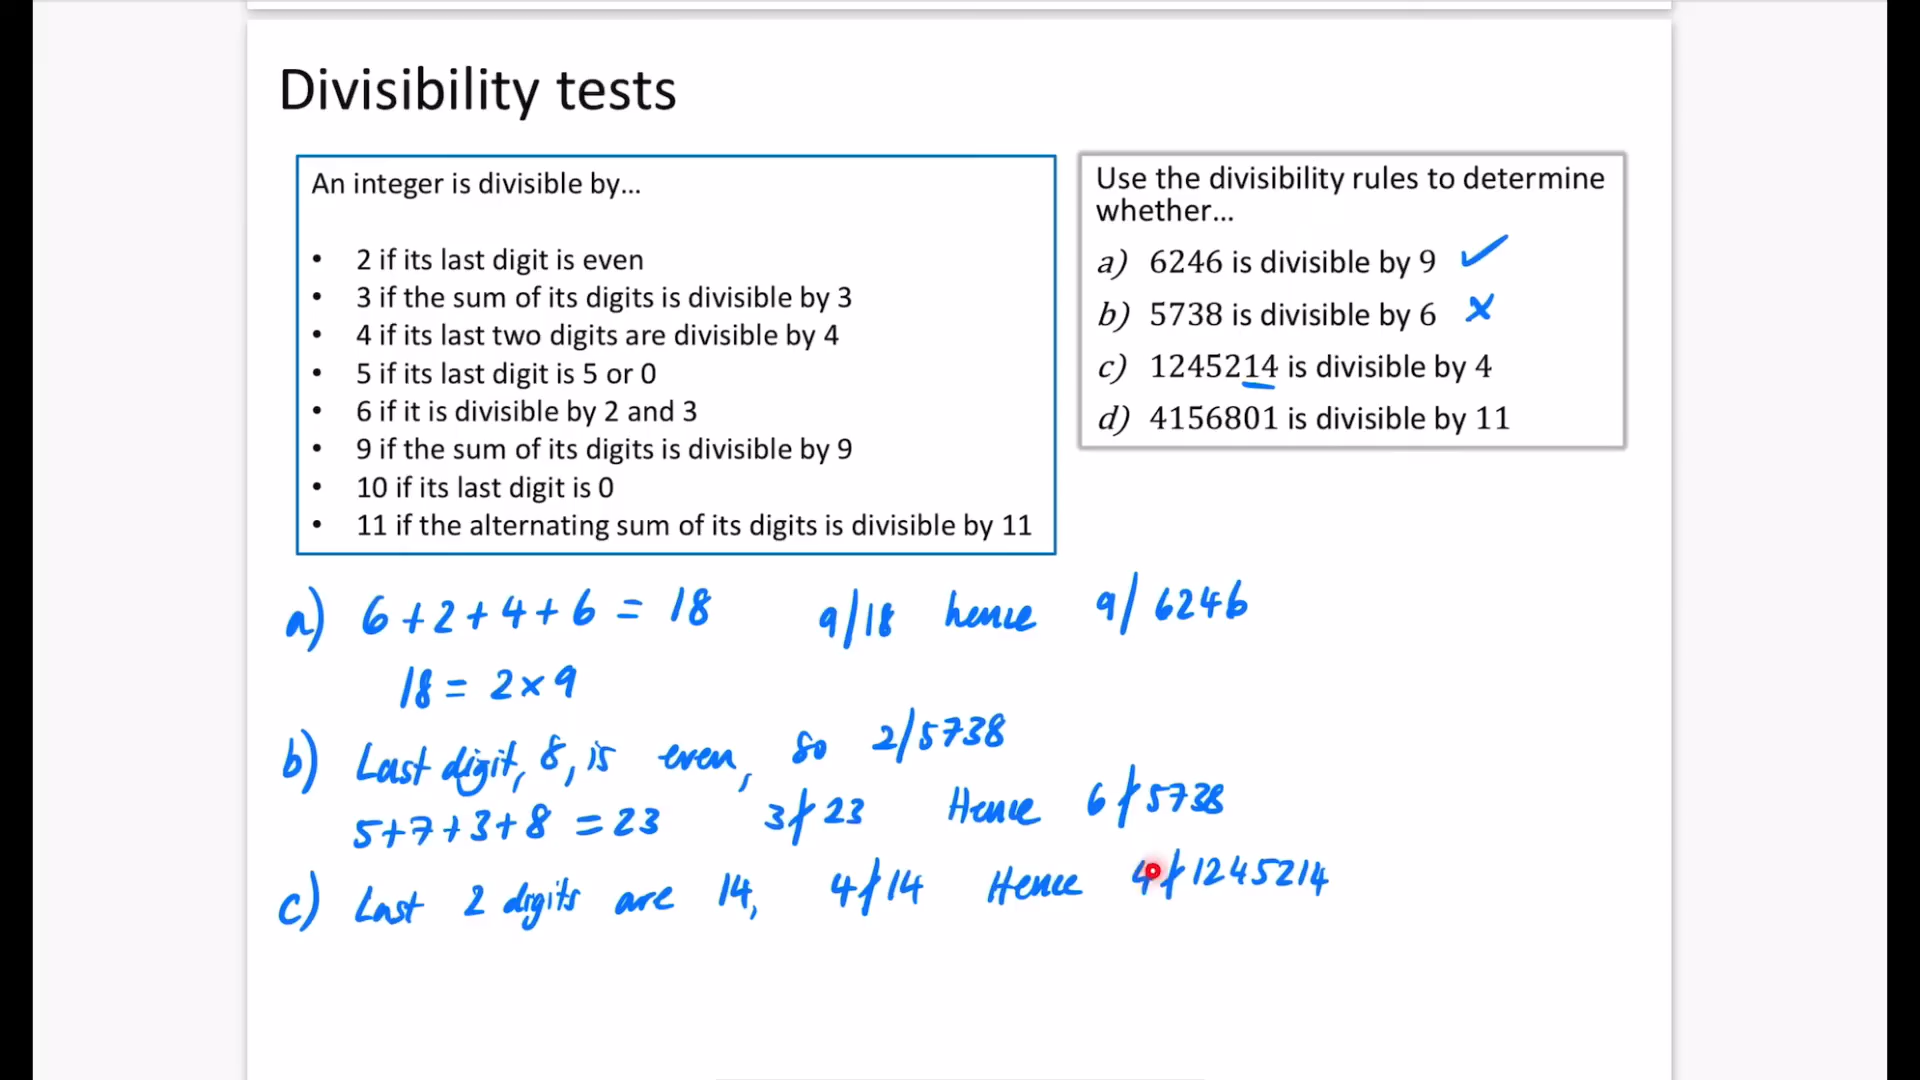 Divisibility tests
An integer is divisible by...
• 2 if its last digit is even
• 3 if the sum of its digits is divisible by 3
• 4 if its last two digits are divisible by 4
• 5 if its last digit is 5 or 0
• 6 if it is divisible by 2 and 3
• 9 if the sum of its digits is divisible by 9
• 10 if its last digit is 0
• 11 if the alternating sum of its digits is divisible by 11
Use the divisibility rules to determine
whether...
a) 6246 is divisible by 9 ✓
b) 5738 is divisible by 6 ×
c) 1245214 is divisible by 4
d) 4156801 is divisible by 11
a) 6+2+4+6 = 18 9/18 hence 9/6246
18 = 2×9
b) Last digit, 8, is even, so 2/5738
5+7+3+8 = 23 3∤23 Hence 6∤5738
c) Last 2 digits are 14, 4∤14 Hence 4∤1245214